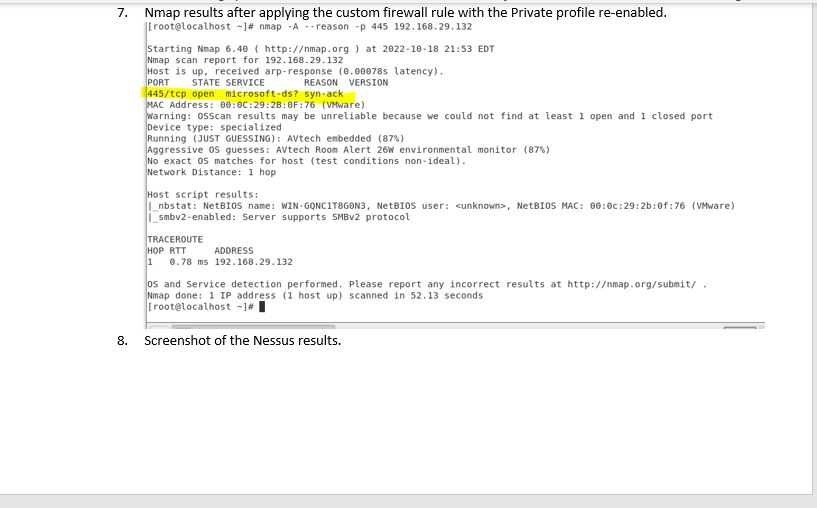 7. Nmap results after applying the custom firewall rule with the Private profile re-enabled.
[root@localhost ~]# nmap -A --reason -p 445 192.168.29.132
Starting Nmap 6.40 ( http://nmap.org ) at 2022-10-18 21:53 EDT
Nmap scan report for 192.168.29.132
Host is up, received arp-response (0.00078s latency).
PORT    STATE SERVICE       REASON  VERSION
445/tcp open  microsoft-ds? syn-ack
MAC Address: 00:0C:29:2B:0F:76 (VMware)
Warning: OSScan results may be unreliable because we could not find at least 1 open and 1 closed port
Device type: specialized
Running (JUST GUESSING): AVtech embedded (87%)
Aggressive OS guesses: AVtech Room Alert 26W environmental monitor (87%)
No exact OS matches for host (test conditions non-ideal).
Network Distance: 1 hop
Host script results:
|_nbstat: NetBIOS name: WIN-GQNC1T8G0N3, NetBIOS user: <unknown>, NetBIOS MAC: 00:0c:29:2b:0f:76 (VMware)
|_smbv2-enabled: Server supports SMBv2 protocol
TRACEROUTE
HOP RTT     ADDRESS
1   0.78 ms 192.168.29.132
OS and Service detection performed. Please report any incorrect results at http://nmap.org/submit/ .
Nmap done: 1 IP address (1 host up) scanned in 52.13 seconds
[root@localhost ~]#
8. Screenshot of the Nessus results.